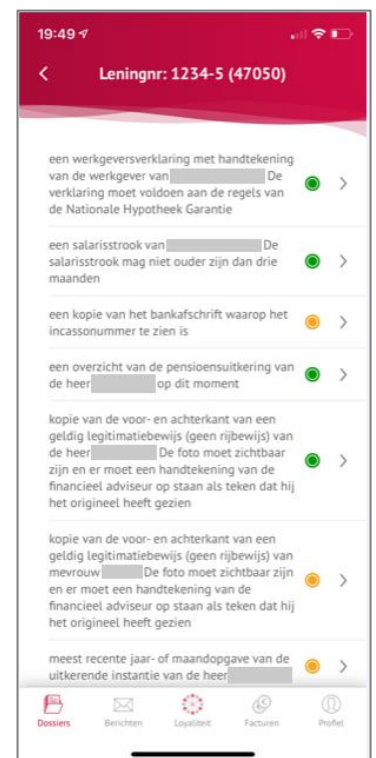 19:49
Leningnr: 1234-5 (47050)
een werkgeversverklaring met handtekening
van de werkgever van De
verklaring moet voldoen aan de regels van
de Nationale Hypotheek Garantie
een salarisstrook van De
salarisstrook mag niet ouder zijn dan drie
maanden
een kopie van het bankafschrift waarop het
incassonummer te zien is
een overzicht van de pensioensuitkering van
de heer op dit moment
kopie van de voor- en achterkant van een
geldig legitimatiebewijs (geen rijbewijs) van
de heer De foto moet zichtbaar
zijn en er moet een handtekening van de
financieel adviseur op staan als teken dat hij
het origineel heeft gezien
kopie van de voor- en achterkant van een
geldig legitimatiebewijs (geen rijbewijs) van
mevrouw De foto moet zichtbaar zijn
en er moet een handtekening van de
financieel adviseur op staan als teken dat hij
het origineel heeft gezien
meest recente jaar- of maandopgave van de
uitkerende instantie van de heer
Dossiers Berichten Loyaliteit Facturen Profiel